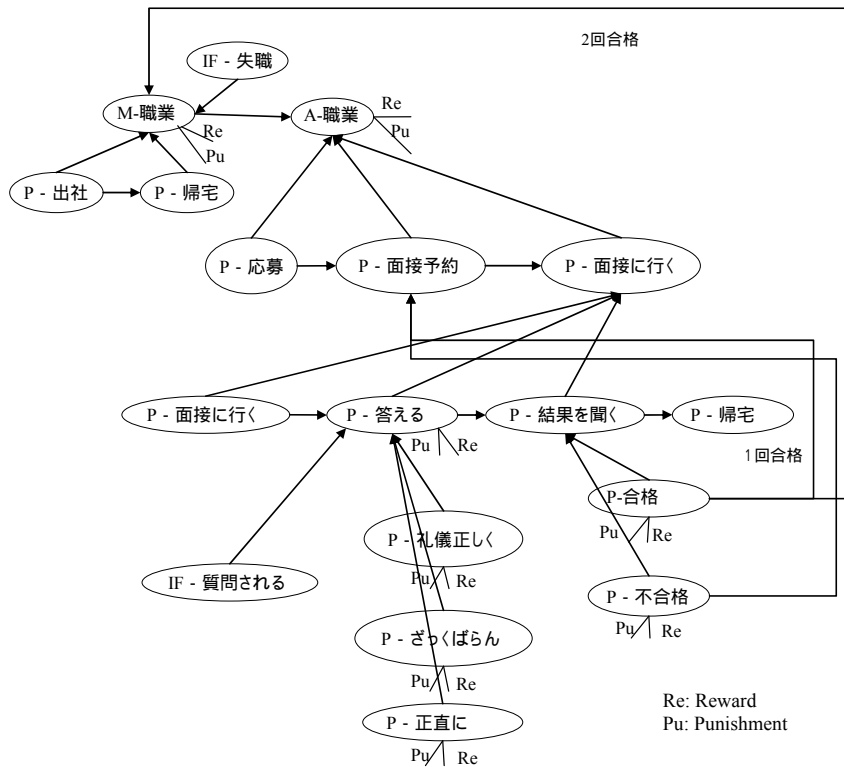 2回合格
IF - 失職
M-職業
A-職業
Re
Pu
Re
Pu
P - 出社
P - 帰宅
P - 応募
P - 面接予約
P - 面接に行く
P - 面接に行く
P - 答える
P - 結果を聞く
P - 帰宅
Pu
Re
1回合格
P-合格
Pu
Re
P - 礼儀正しく
IF - 質問される
Pu
Re
P - 不合格
Pu
Re
P - ざっくばらん
Pu
Re
P - 正直に
Pu
Re
Re: Reward
Pu: Punishment